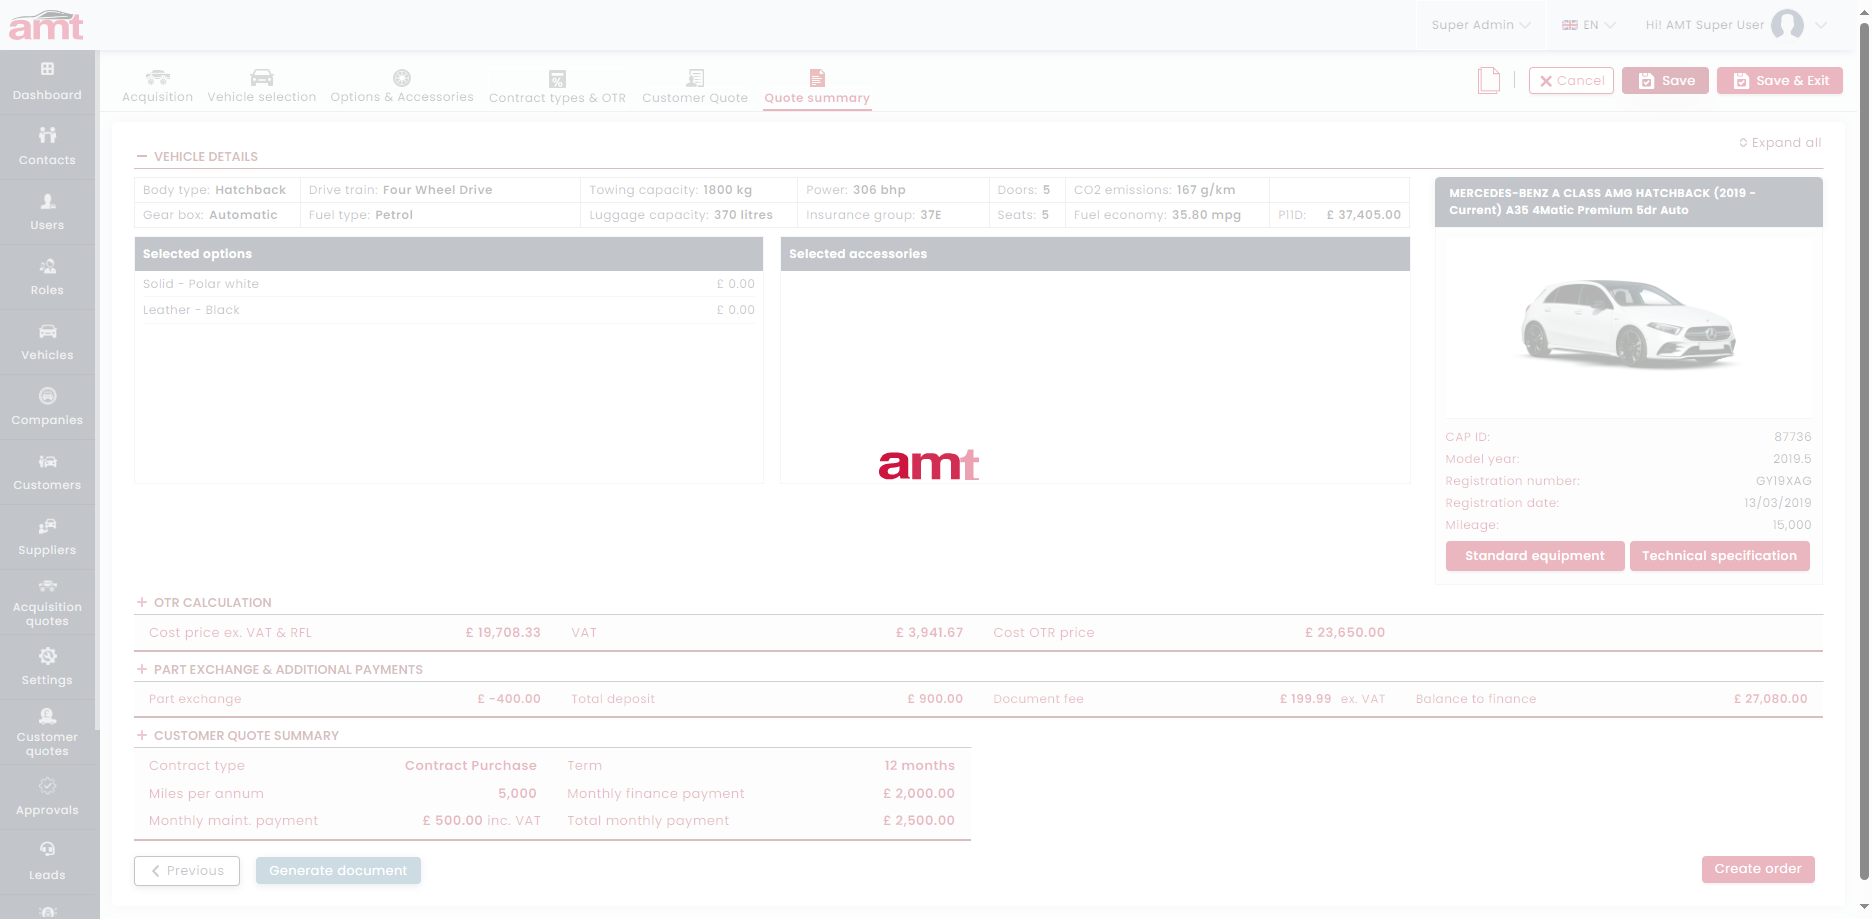 amt
Super Admin
EN
Hi! AMT Super User
Dashboard
Contacts
Users
Roles
Vehicles
Companies
Customers
Suppliers
Acquisition
quotes
Settings
Customer
quotes
Approvals
Leads
Acquisition
Vehicle selection
Options & Accessories
Contract types & OTR
Customer Quote
Quote summary
Cancel
Save
Save & Exit
Expand all
VEHICLE DETAILS
Body type: Hatchback
Drive train: Four Wheel Drive
Towing capacity: 1800 kg
Power: 306 bhp
Doors: 5
CO2 emissions: 167 g/km
Gear box: Automatic
Fuel type: Petrol
Luggage capacity: 370 litres
Insurance group: 37E
Seats: 5
Fuel economy: 35.80 mpg
P11D: £ 37,405.00
Selected options
Solid - Polar white £ 0.00
Leather - Black £ 0.00
Selected accessories
amt
MERCEDES-BENZ A CLASS AMG HATCHBACK (2019 -
Current) A35 4Matic Premium 5dr Auto
CAP ID: 87736
Model year: 2019.5
Registration number: GY19XAG
Registration date: 13/03/2019
Mileage: 15,000
Standard equipment
Technical specification
OTR CALCULATION
Cost price ex. VAT & RFL £ 19,708.33 VAT £ 3,941.67 Cost OTR price £ 23,650.00
PART EXCHANGE & ADDITIONAL PAYMENTS
Part exchange £ -400.00 Total deposit £ 900.00 Document fee £ 199.99 ex. VAT Balance to finance £ 27,080.00
CUSTOMER QUOTE SUMMARY
Contract type Contract Purchase Term 12 months
Miles per annum 5,000 Monthly finance payment £ 2,000.00
Monthly maint. payment £ 500.00 inc. VAT Total monthly payment £ 2,500.00
Previous
Generate document
Create order